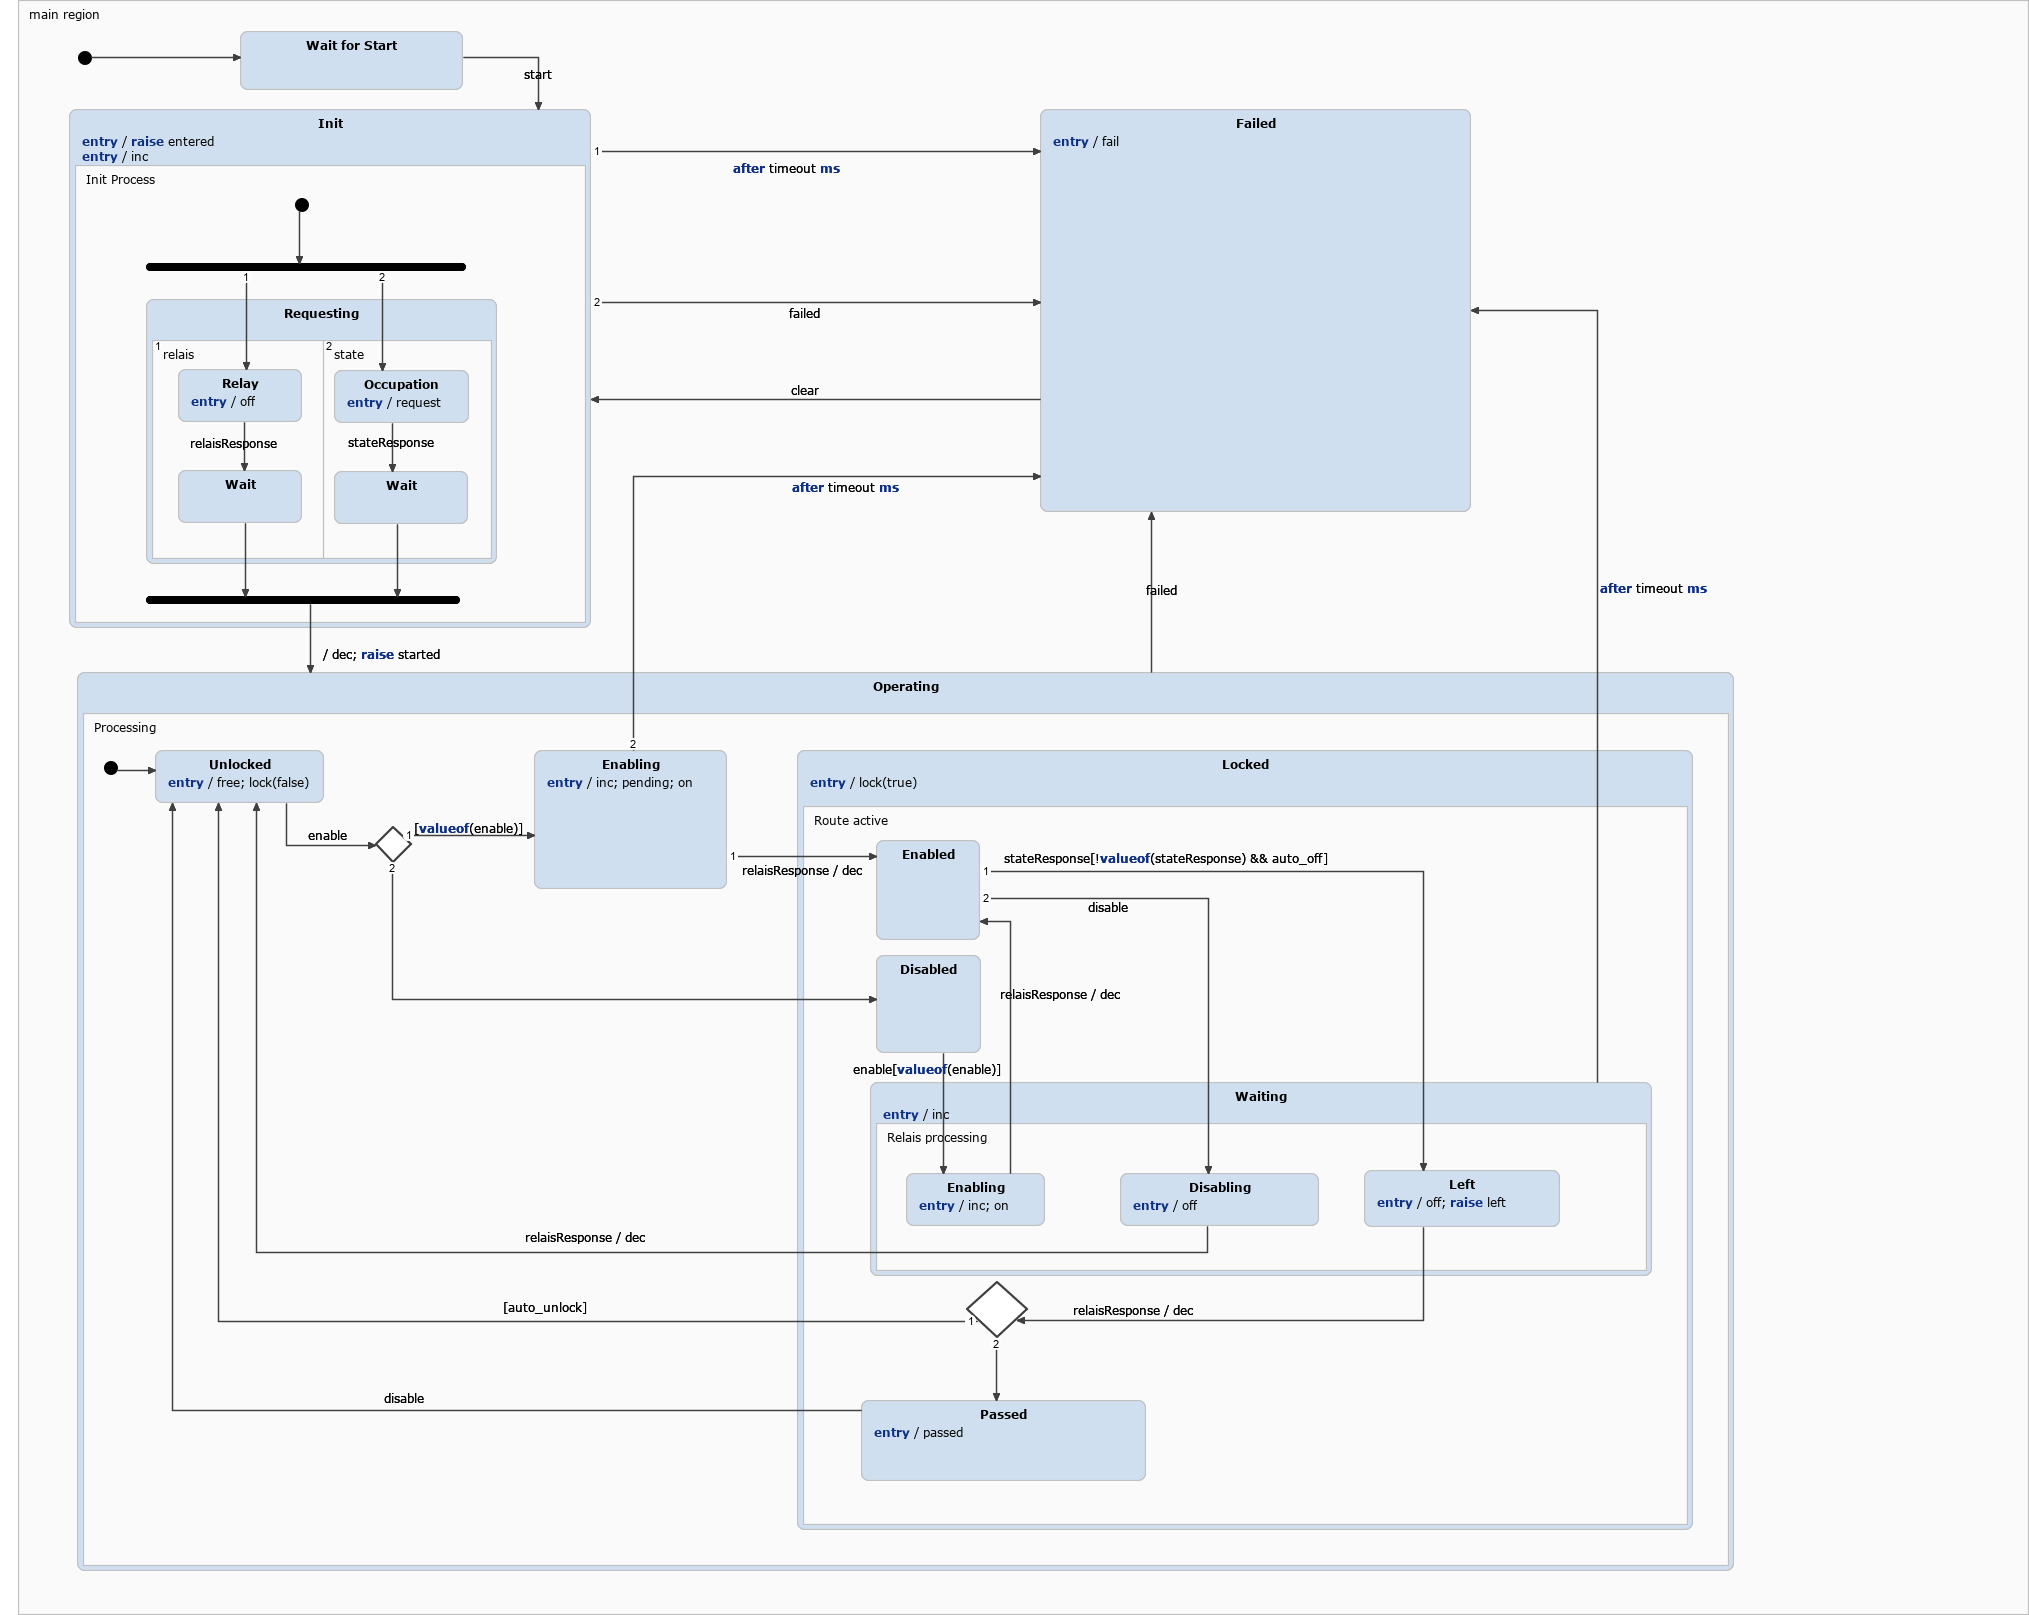 main region
Wait for Start
start
Init
entry / raise entered
entry / inc
Init Process
1
2
Requesting
1
relais
2
state
Relay
entry / off
Occupation
entry / request
relaisResponse
stateResponse
Wait
Wait
1
after timeout ms
2
failed
clear
after timeout ms
Failed
entry / fail
failed
after timeout ms
/ dec; raise started
Operating
Processing
Unlocked
entry / free; lock(false)
enable
1
[valueof(enable)]
2
2
Enabling
entry / inc; pending; on
1
relaisResponse / dec
Locked
entry / lock(true)
Route active
Enabled
1
stateResponse[!valueof(stateResponse) && auto_off]
2
disable
Disabled
relaisResponse / dec
enable[valueof(enable)]
Waiting
entry / inc
Relais processing
Enabling
entry / inc; on
Disabling
entry / off
Left
entry / off; raise left
relaisResponse / dec
[auto_unlock]
1
relaisResponse / dec
2
disable
Passed
entry / passed